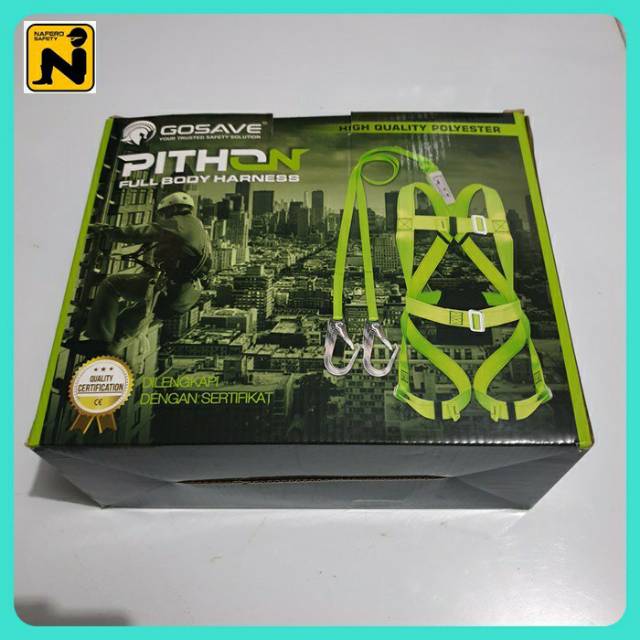 NAFERO
SAFETY
N
GOSAVE
YOUR TRUSTED SAFETY SOLUTION
PITHON
FULL BODY HARNESS
HIGH QUALITY POLYESTER
QUALITY
CERTIFICATION
CE
DILENGKAPI
DENGAN SERTIFIKAT